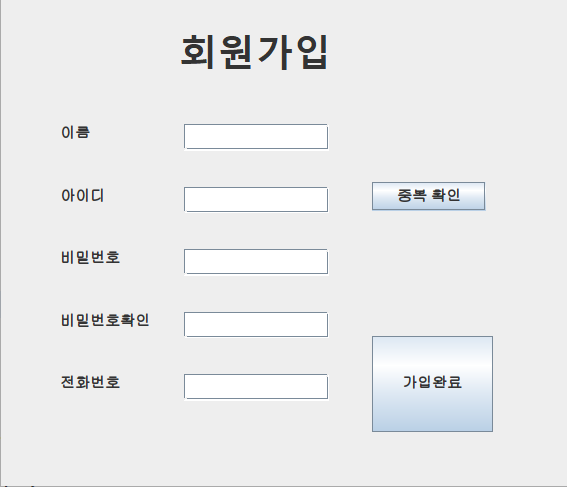 회원가입
이름
아이디
중복 확인
비밀번호
비밀번호확인
전화번호
가입완료